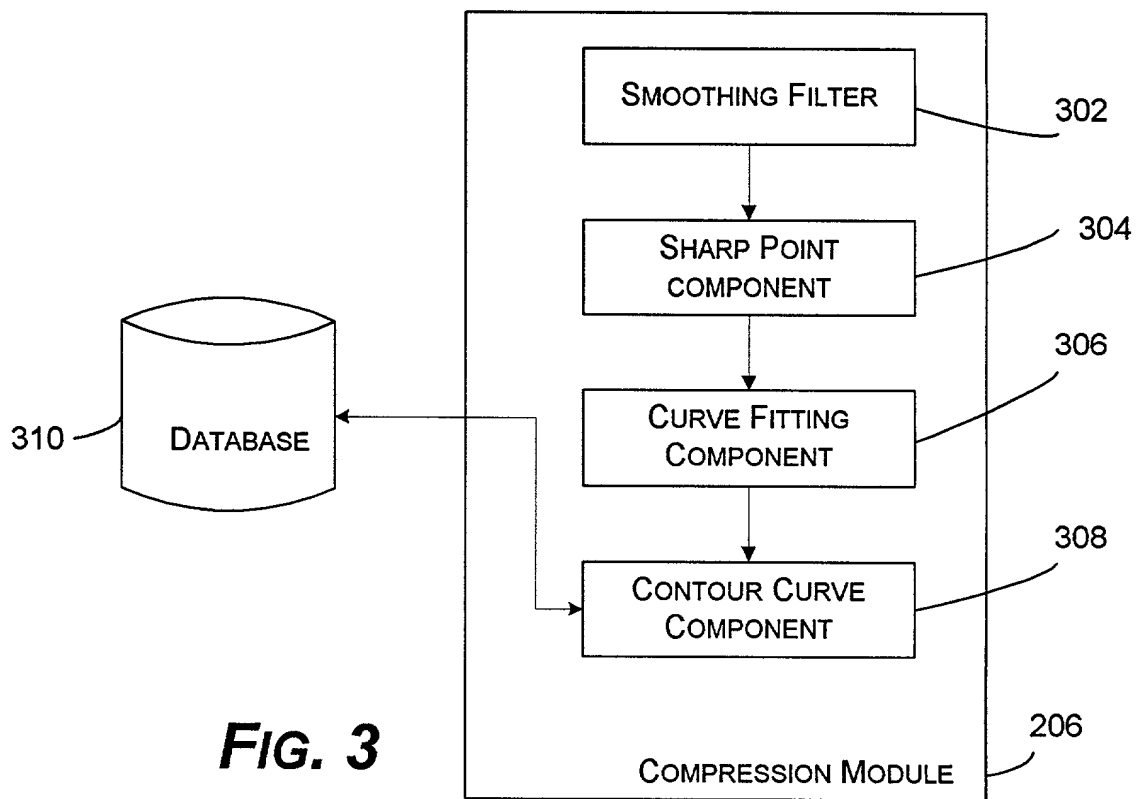 SMOOTHING FILTER
302
SHARP POINT
COMPONENT
304
CURVE FITTING
COMPONENT
306
310
DATABASE
CONTOUR CURVE
COMPONENT
308
FIG. 3
COMPRESSION MODULE
206